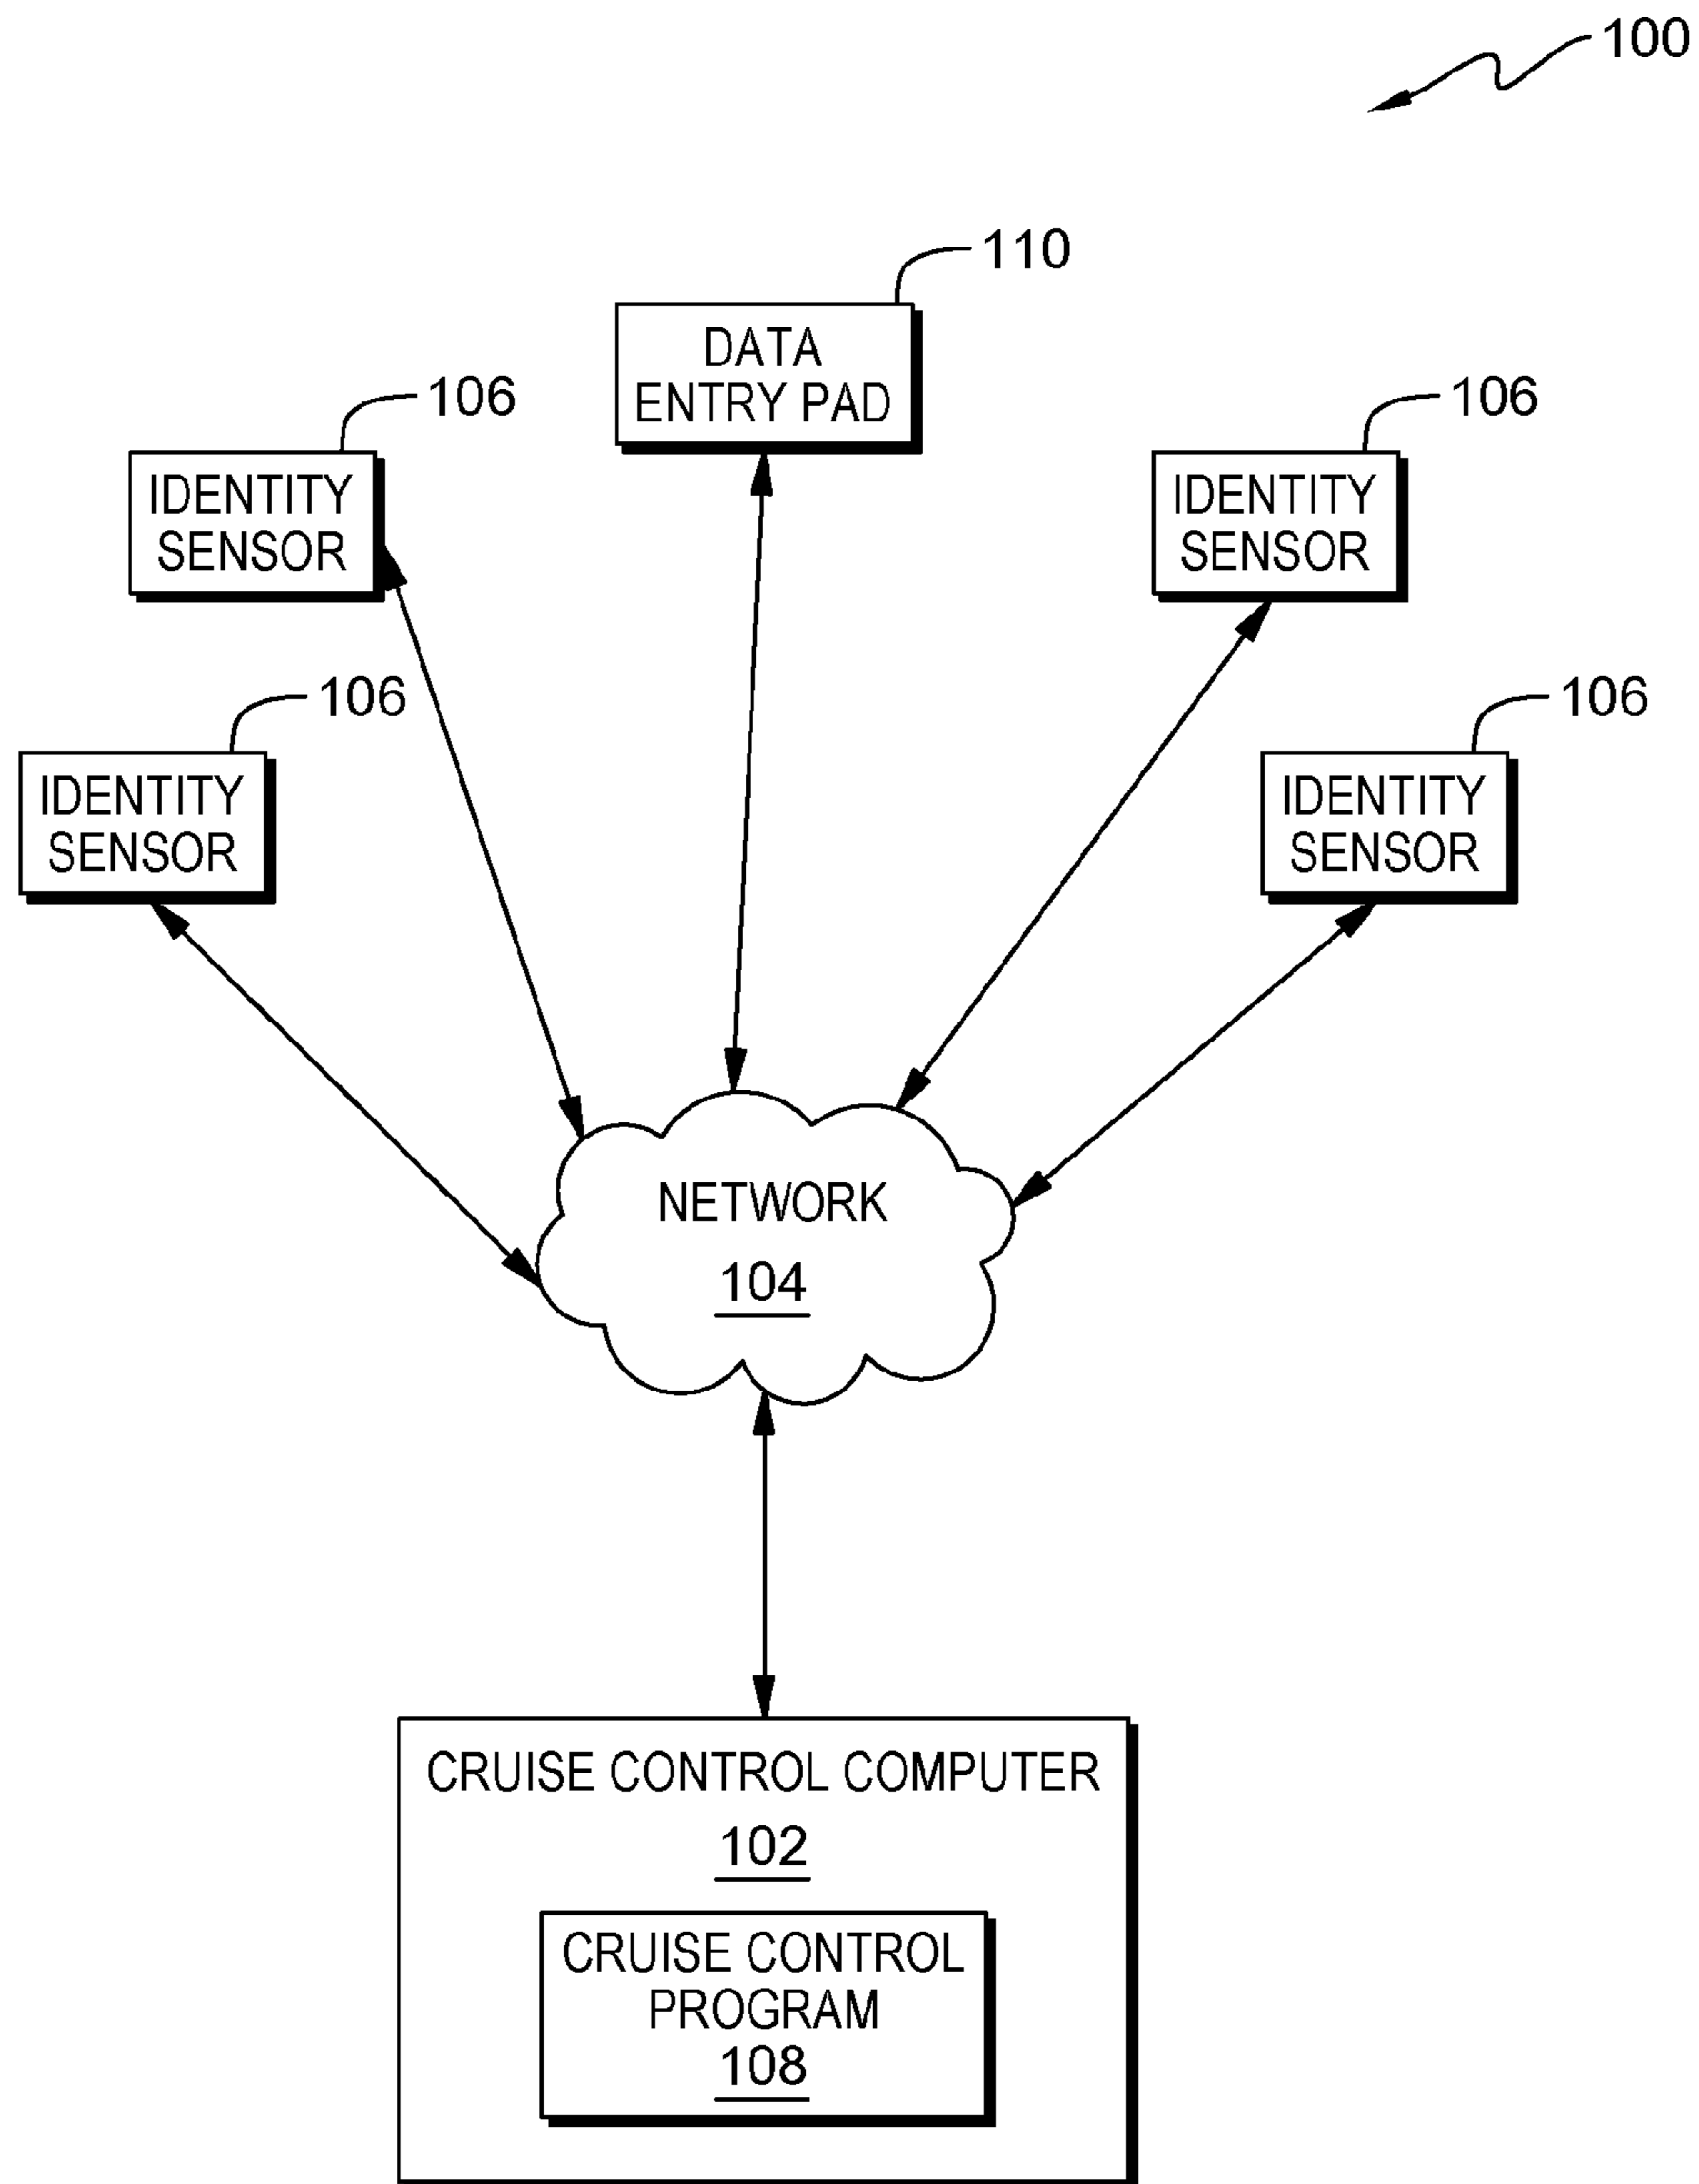 100
110
DATA
ENTRY PAD
106
IDENTITY
SENSOR
106
IDENTITY
SENSOR
106
IDENTITY
SENSOR
106
IDENTITY
SENSOR
NETWORK
104
CRUISE CONTROL COMPUTER
102
CRUISE CONTROL
PROGRAM
108